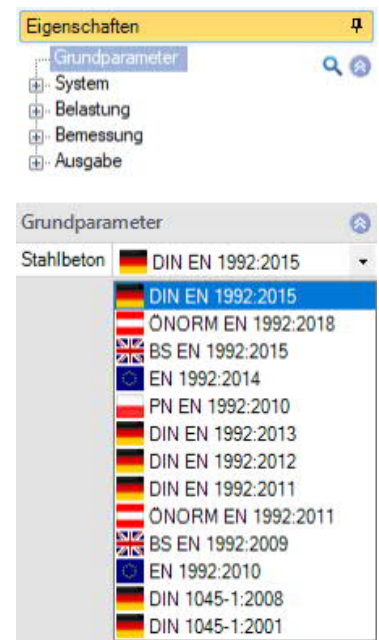 Eigenschaften
Grundparameter
System
Belastung
Bemessung
Ausgabe
Grundparameter
Stahlbeton DIN EN 1992:2015
DIN EN 1992:2015
ÖNORM EN 1992:2018
BS EN 1992:2015
EN 1992:2014
PN EN 1992:2010
DIN EN 1992:2013
DIN EN 1992:2012
DIN EN 1992:2011
ÖNORM EN 1992:2011
BS EN 1992:2009
EN 1992:2010
DIN 1045-1:2008
DIN 1045-1:2001